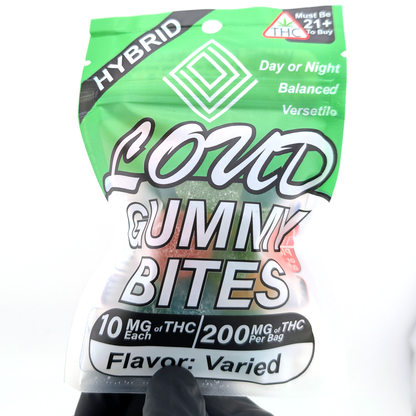 HYBRID
THC
Must Be
21+
To Buy
Day or Night
Balanced
Versatile
LOUD
GUMMY
BITES
10 MG of THC Each
200 MG of THC Per Bag
Flavor: Varied